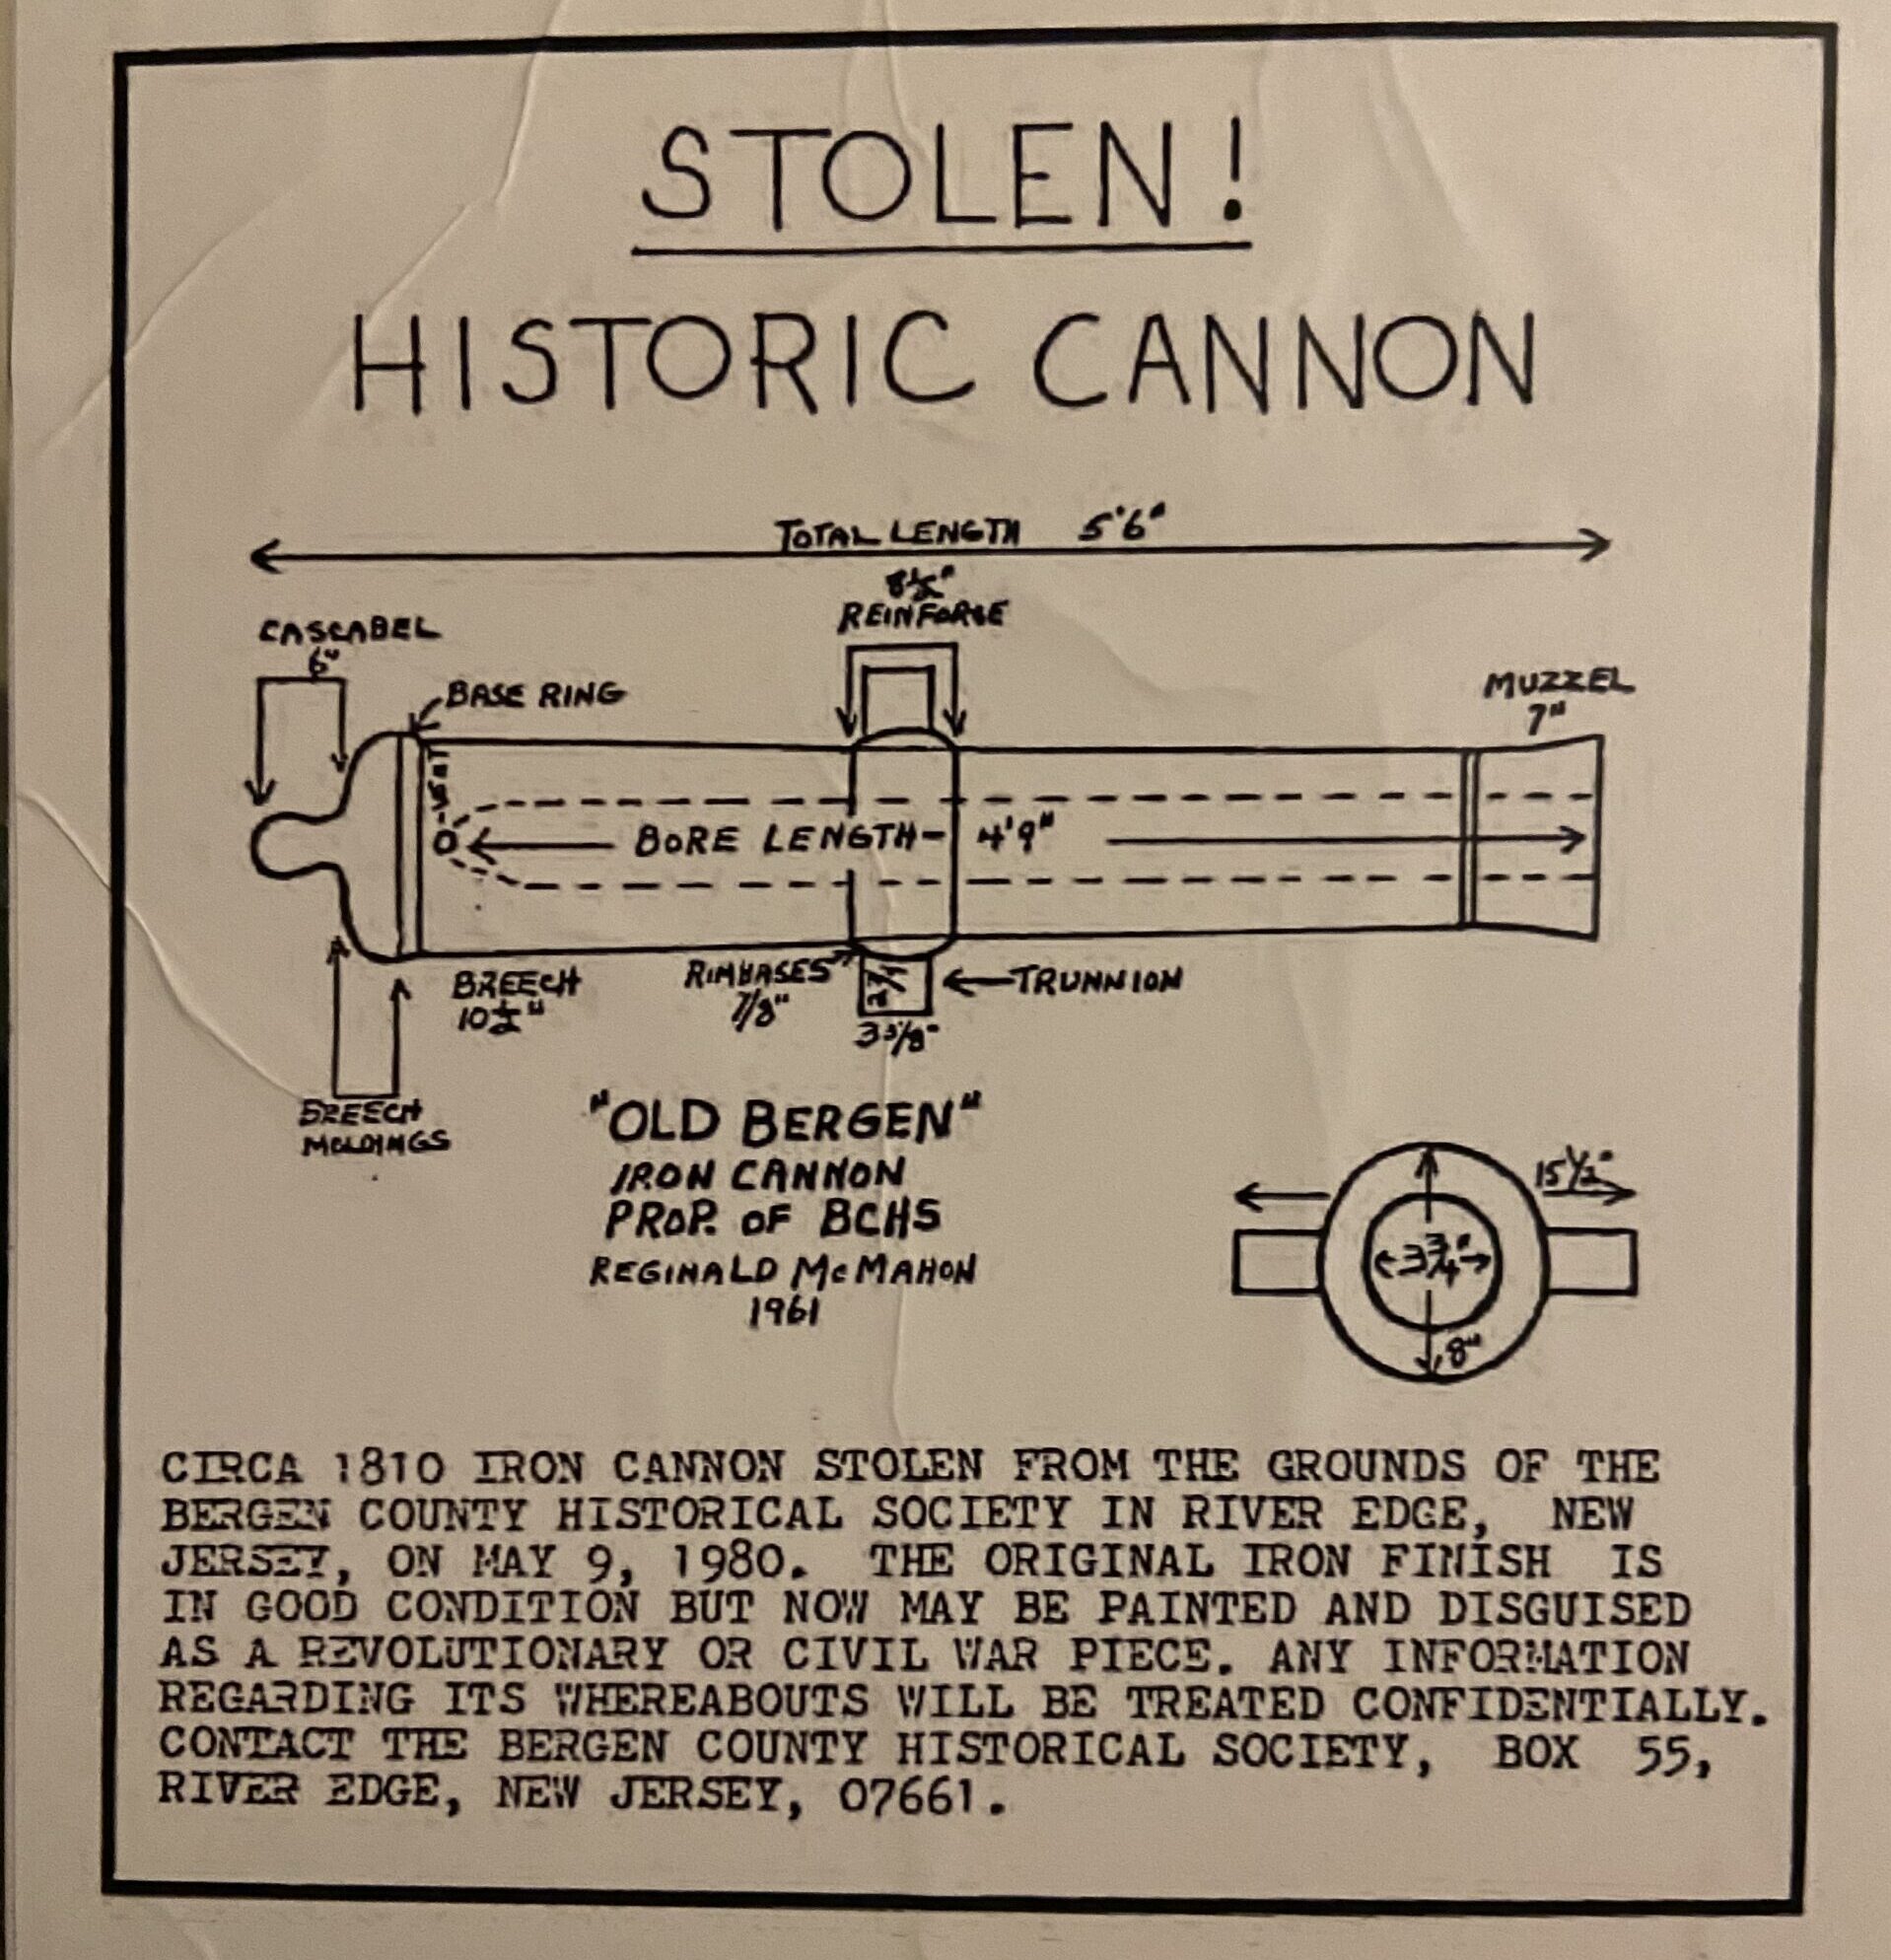 STOLEN!
HISTORIC CANNON
TOTAL LENGTH 5'6"
8½"
REINFORCE
CASCABEL
6"
BASE RING
MUZZEL
7"
VENT
BORE LENGTH- 4'9"
BREECH
10½"
RIMBASES
7/8"
TRUNNION
3 3/8"
BREECH
MOLDINGS
"OLD BERGEN"
IRON CANNON
PROP. OF BCHS
REGINALD McMAHON
1961
15½"
3¾"
8"
CIRCA 1810 IRON CANNON STOLEN FROM THE GROUNDS OF THE
BERGEN COUNTY HISTORICAL SOCIETY IN RIVER EDGE, NEW
JERSEY, ON MAY 9, 1980. THE ORIGINAL IRON FINISH IS
IN GOOD CONDITION BUT NOW MAY BE PAINTED AND DISGUISED
AS A REVOLUTIONARY OR CIVIL WAR PIECE. ANY INFORMATION
REGARDING ITS WHEREABOUTS WILL BE TREATED CONFIDENTIALLY.
CONTACT THE BERGEN COUNTY HISTORICAL SOCIETY, BOX 55,
RIVER EDGE, NEW JERSEY, 07661.